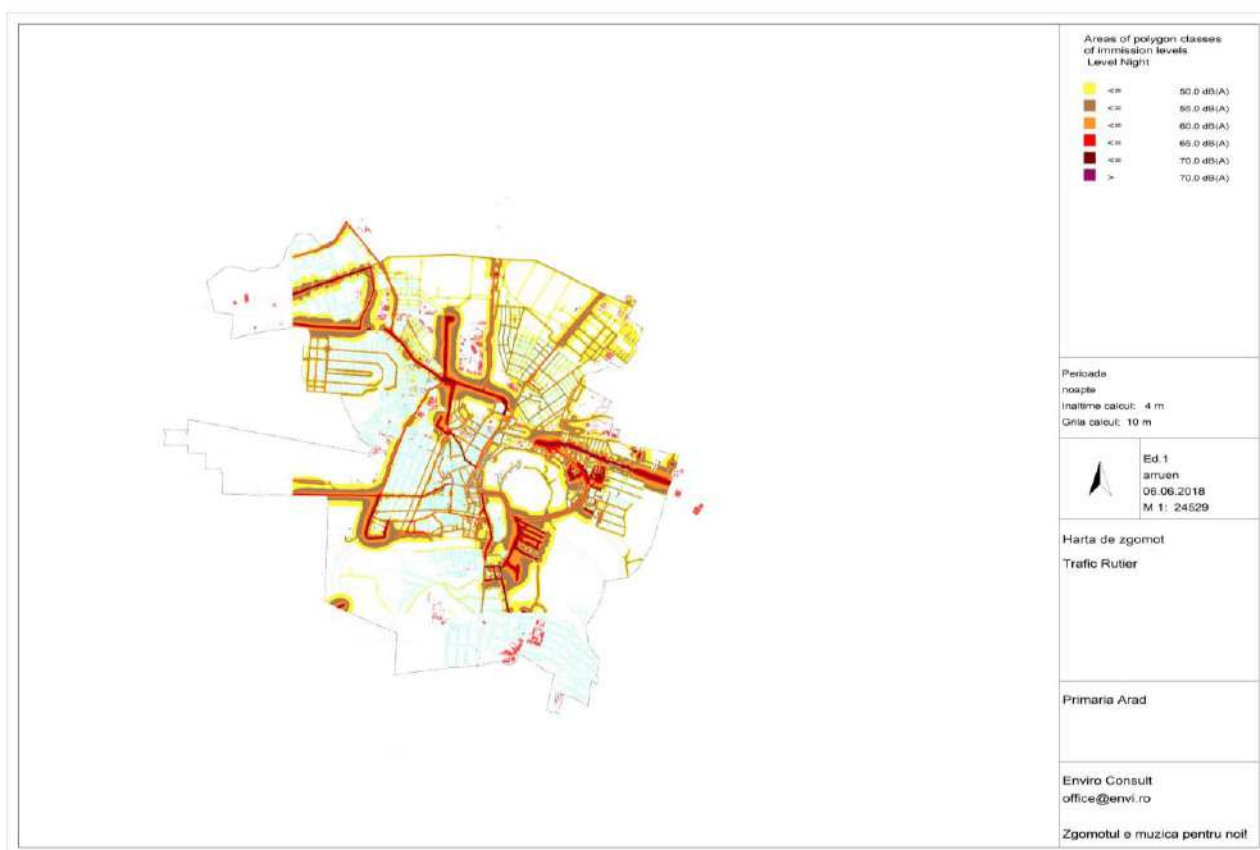 Areas of polygon classes
of immission levels
Level Night
<= 50.0 dB(A)
<= 55.0 dB(A)
<= 60.0 dB(A)
<= 65.0 dB(A)
<= 70.0 dB(A)
> 70.0 dB(A)
Perioada
noapte
Inaltime calcul: 4 m
Grila calcul: 10 m
Ed.1
arruen
06.06.2018
M 1: 24529
Harta de zgomot
Trafic Rutier
Primaria Arad
Enviro Consult
office@envi.ro
Zgomotul e muzica pentru noi!